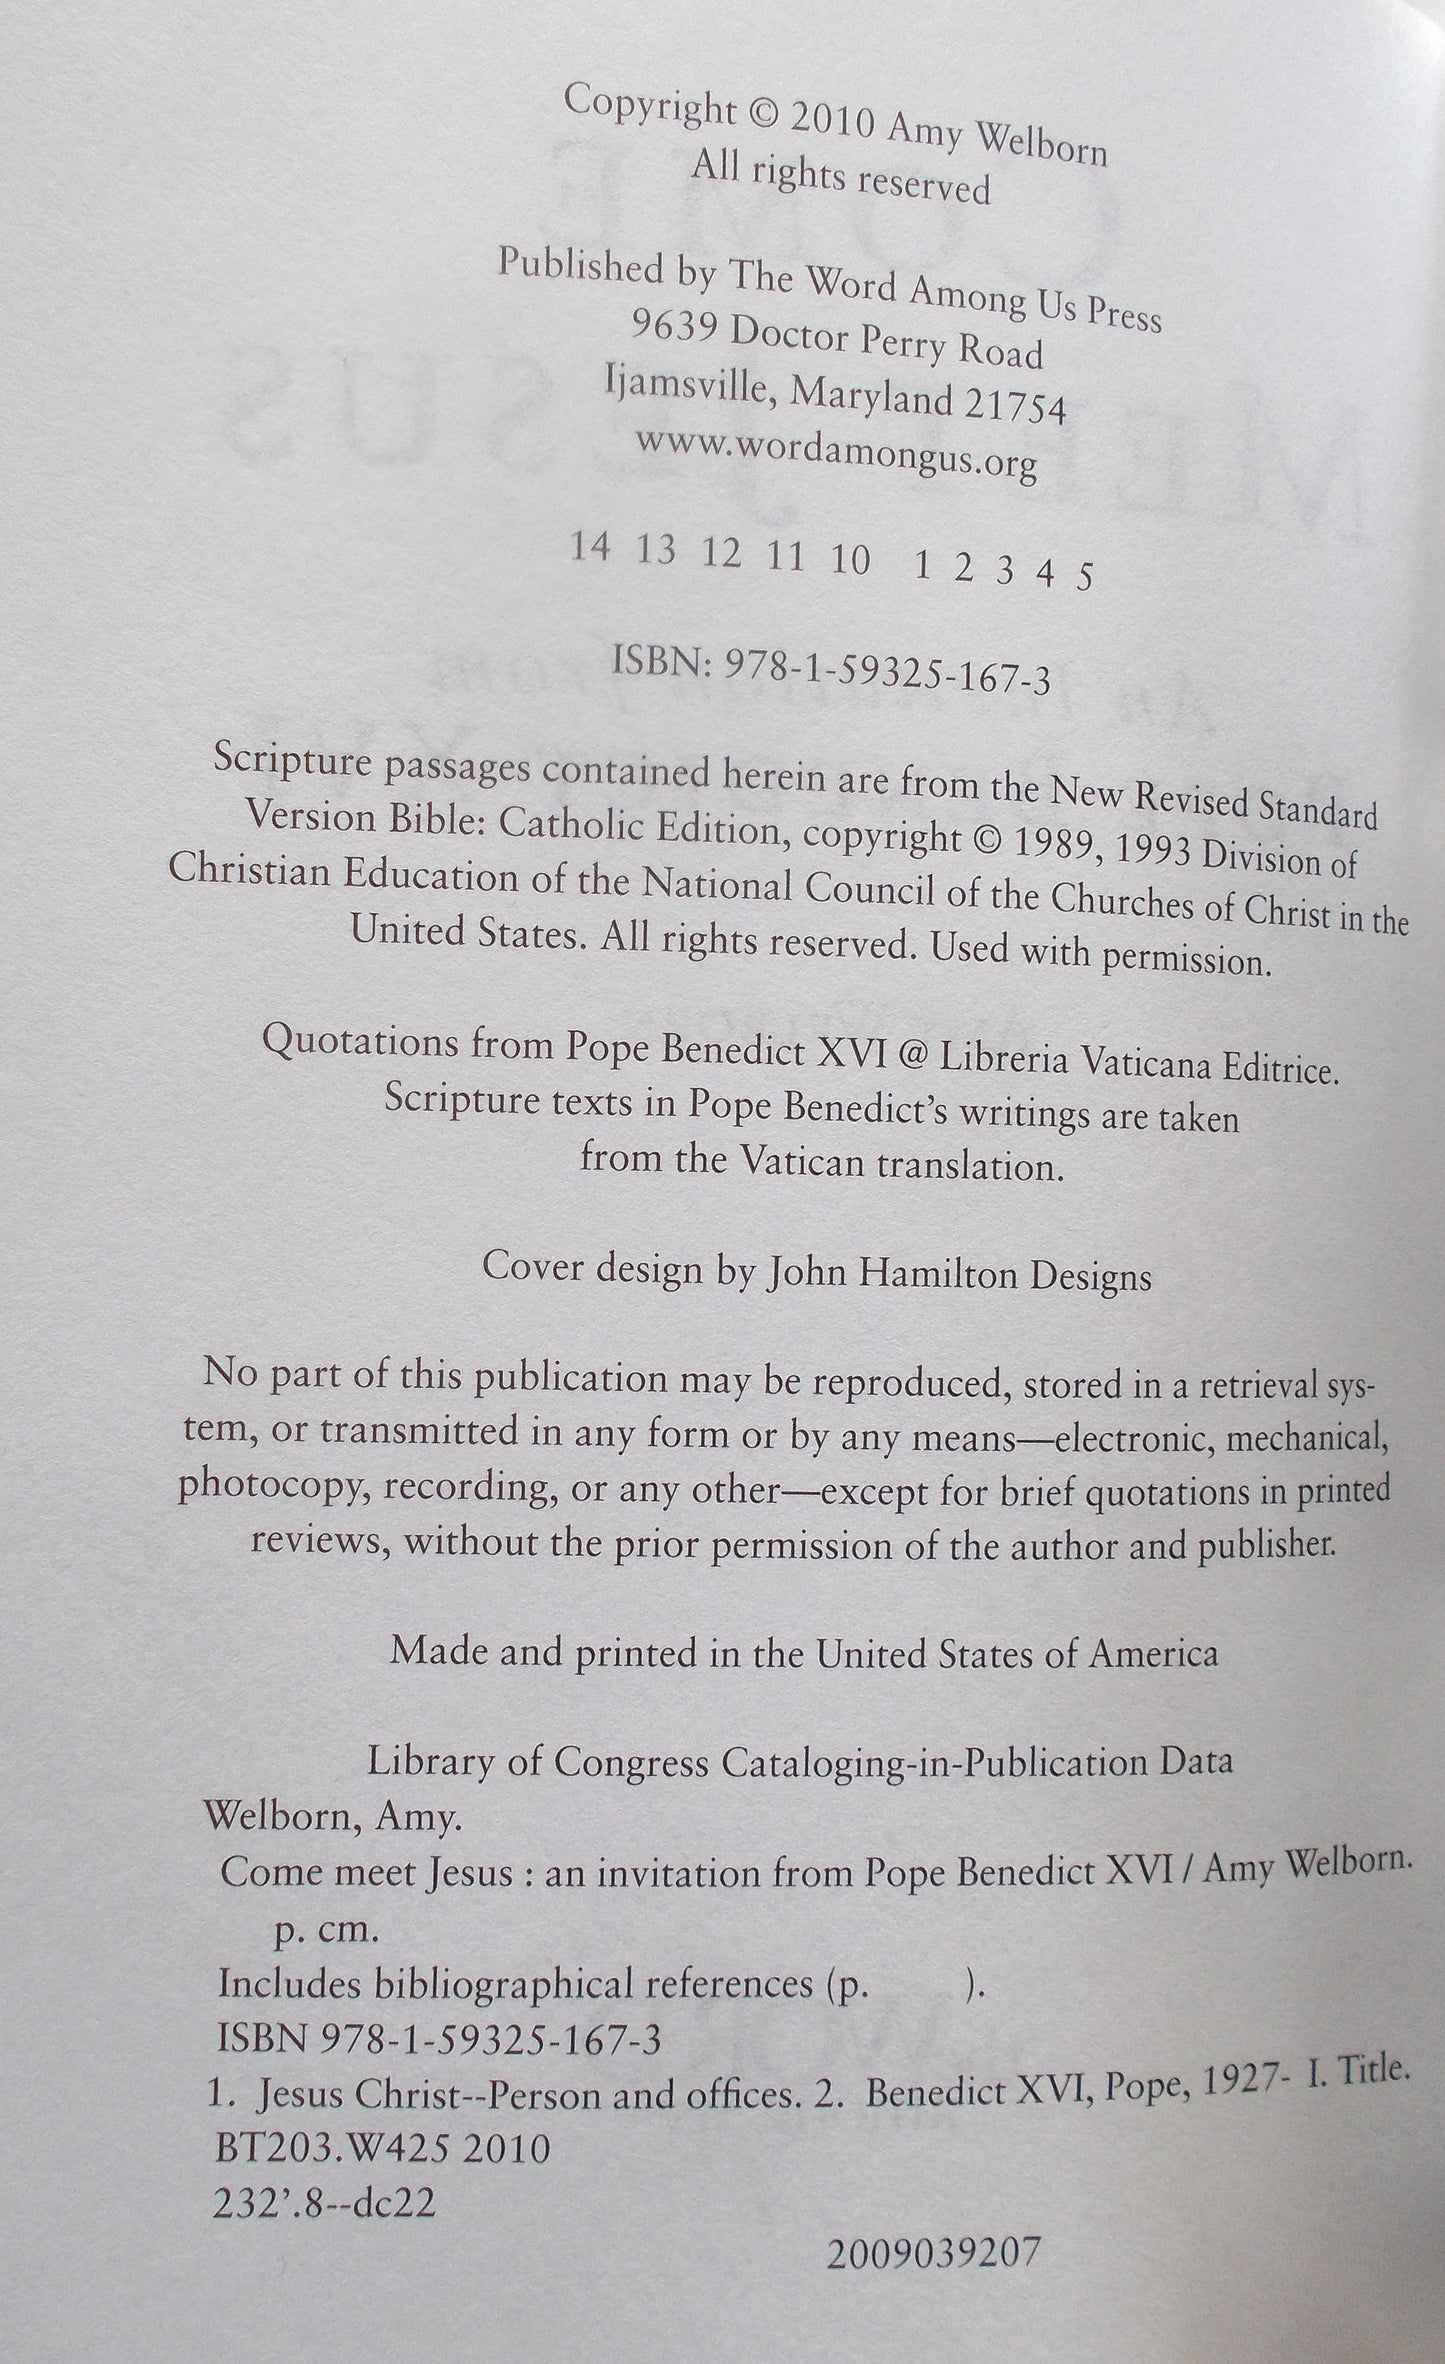 Copyright © 2010 Amy Welborn
All rights reserved
Published by The Word Among Us Press
9639 Doctor Perry Road
Ijamsville, Maryland 21754
www.wordamongus.org
14 13 12 11 10 1 2 3 4 5
ISBN: 978-1-59325-167-3
Scripture passages contained herein are from the New Revised Standard
Version Bible: Catholic Edition, copyright © 1989, 1993 Division of
Christian Education of the National Council of the Churches of Christ in the
United States. All rights reserved. Used with permission.
Quotations from Pope Benedict XVI @ Libreria Vaticana Editrice.
Scripture texts in Pope Benedict’s writings are taken
from the Vatican translation.
Cover design by John Hamilton Designs
No part of this publication may be reproduced, stored in a retrieval sys-
tem, or transmitted in any form or by any means—electronic, mechanical,
photocopy, recording, or any other—except for brief quotations in printed
reviews, without the prior permission of the author and publisher.
Made and printed in the United States of America
Library of Congress Cataloging-in-Publication Data
Welborn, Amy.
Come meet Jesus : an invitation from Pope Benedict XVI / Amy Welborn.
p. cm.
Includes bibliographical references (p. ).
ISBN 978-1-59325-167-3
1. Jesus Christ--Person and offices. 2. Benedict XVI, Pope, 1927- I. Title.
BT203.W425 2010
232’.8--dc22
2009039207